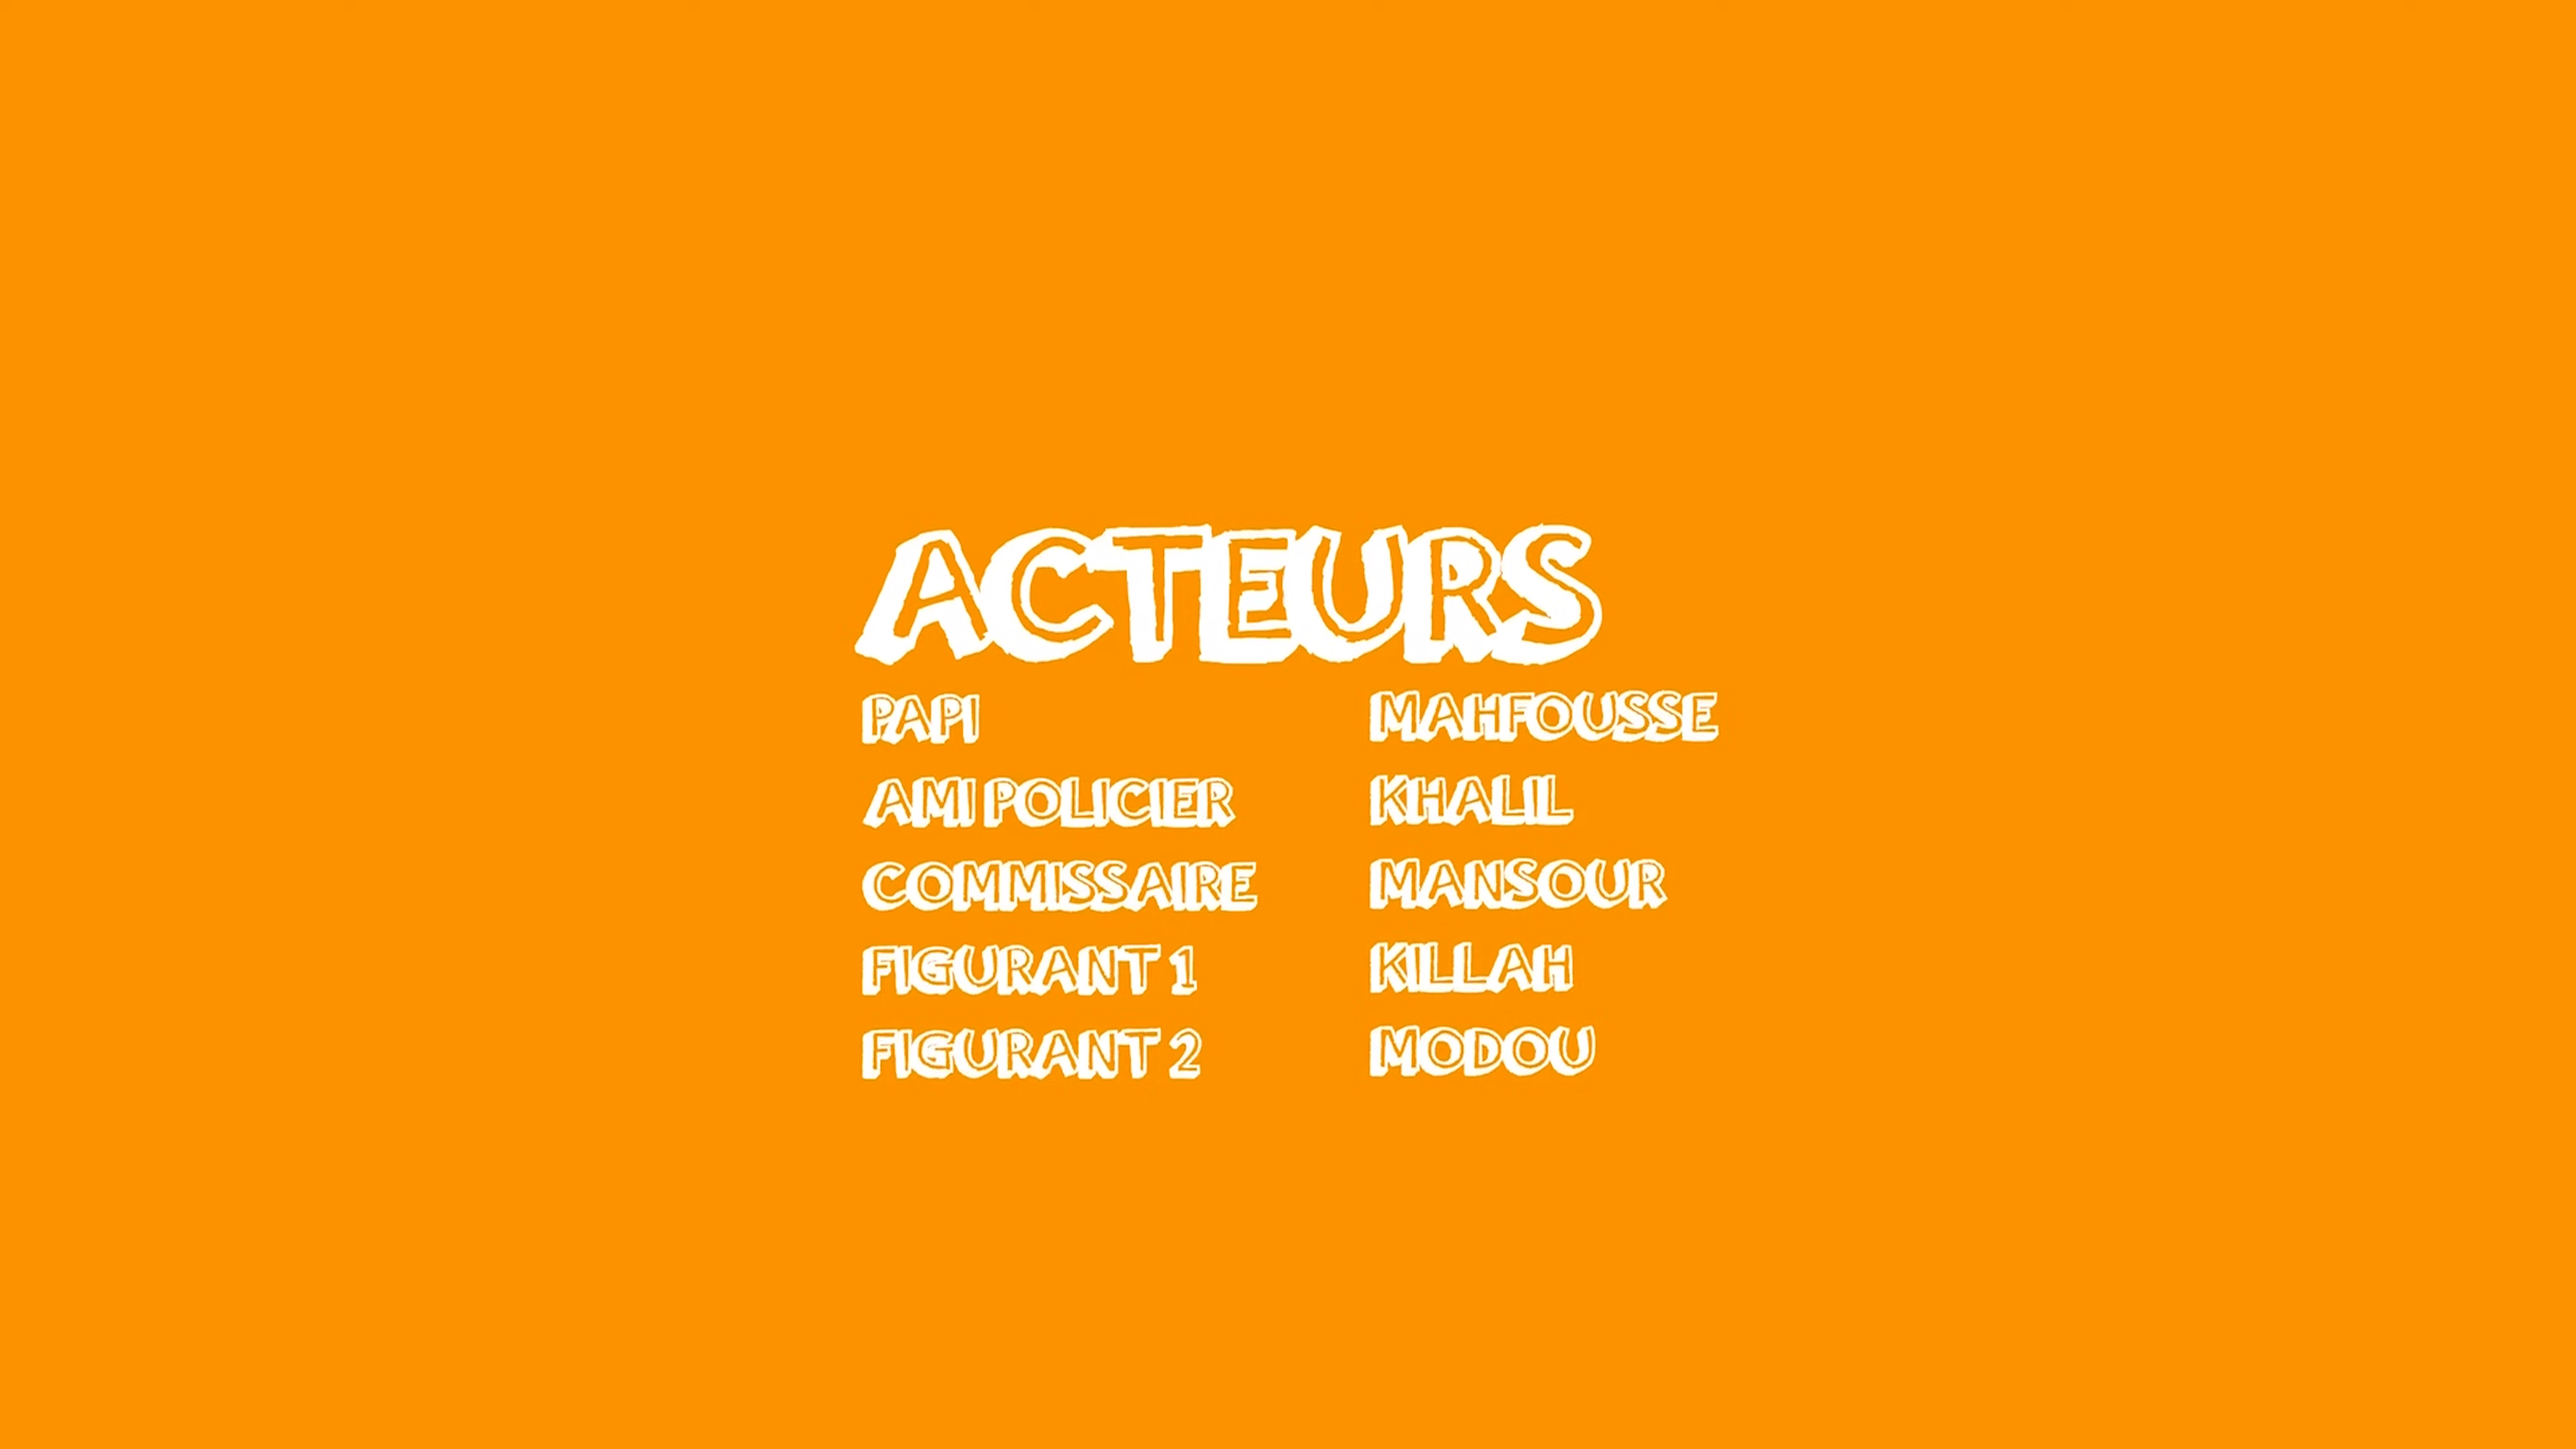 ACTEURS
PAPI MAHFOUSSE
AMI POLICIER KHALIL
COMMISSAIRE MANSOUR
FIGURANT 1 KILLAH
FIGURANT 2 MODOU